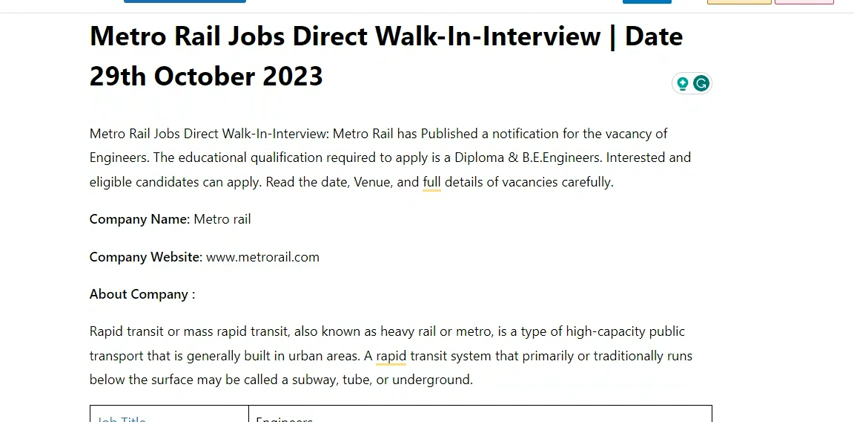 Metro Rail Jobs Direct Walk-In-Interview | Date
29th October 2023
Metro Rail Jobs Direct Walk-In-Interview: Metro Rail has Published a notification for the vacancy of
Engineers. The educational qualification required to apply is a Diploma & B.E.Engineers. Interested and
eligible candidates can apply. Read the date, Venue, and full details of vacancies carefully.
Company Name: Metro rail
Company Website: www.metrorail.com
About Company :
Rapid transit or mass rapid transit, also known as heavy rail or metro, is a type of high-capacity public
transport that is generally built in urban areas. A rapid transit system that primarily or traditionally runs
below the surface may be called a subway, tube, or underground.
Job Title Engineers